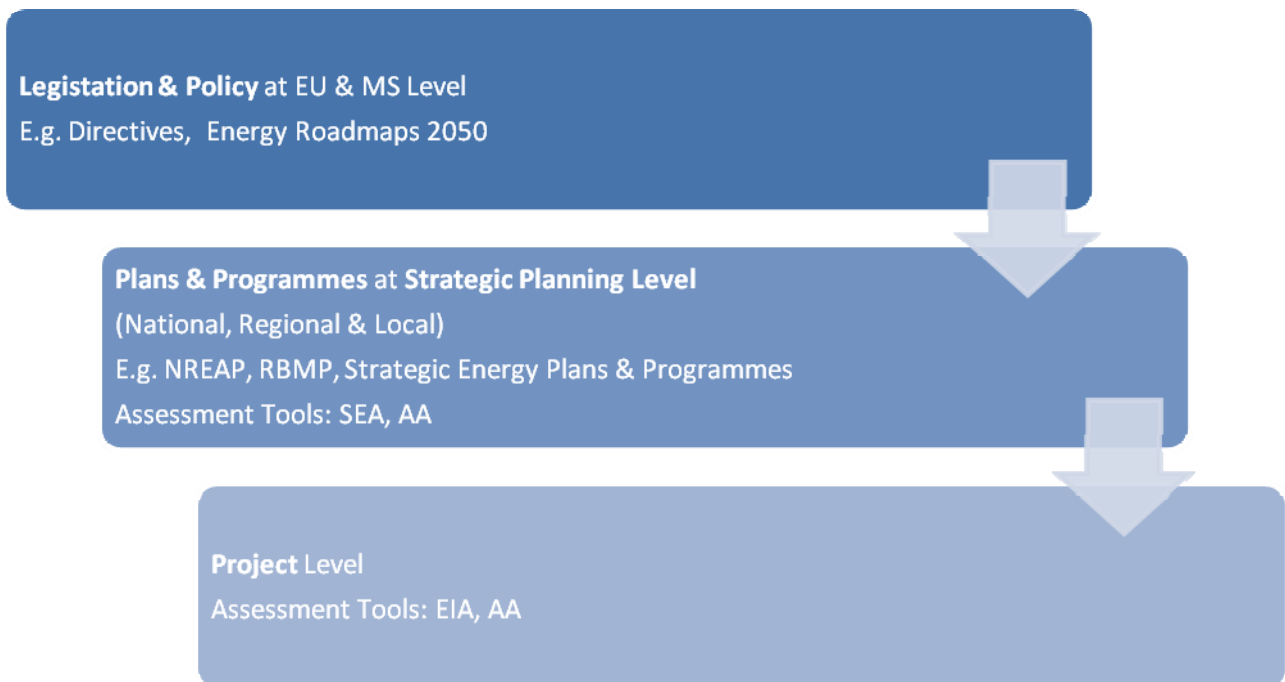 Legistation & Policy at EU & MS Level
E.g. Directives, Energy Roadmaps 2050
Plans & Programmes at Strategic Planning Level
(National, Regional & Local)
E.g. NREAP, RBMP, Strategic Energy Plans & Programmes
Assessment Tools: SEA, AA
Project Level
Assessment Tools: EIA, AA